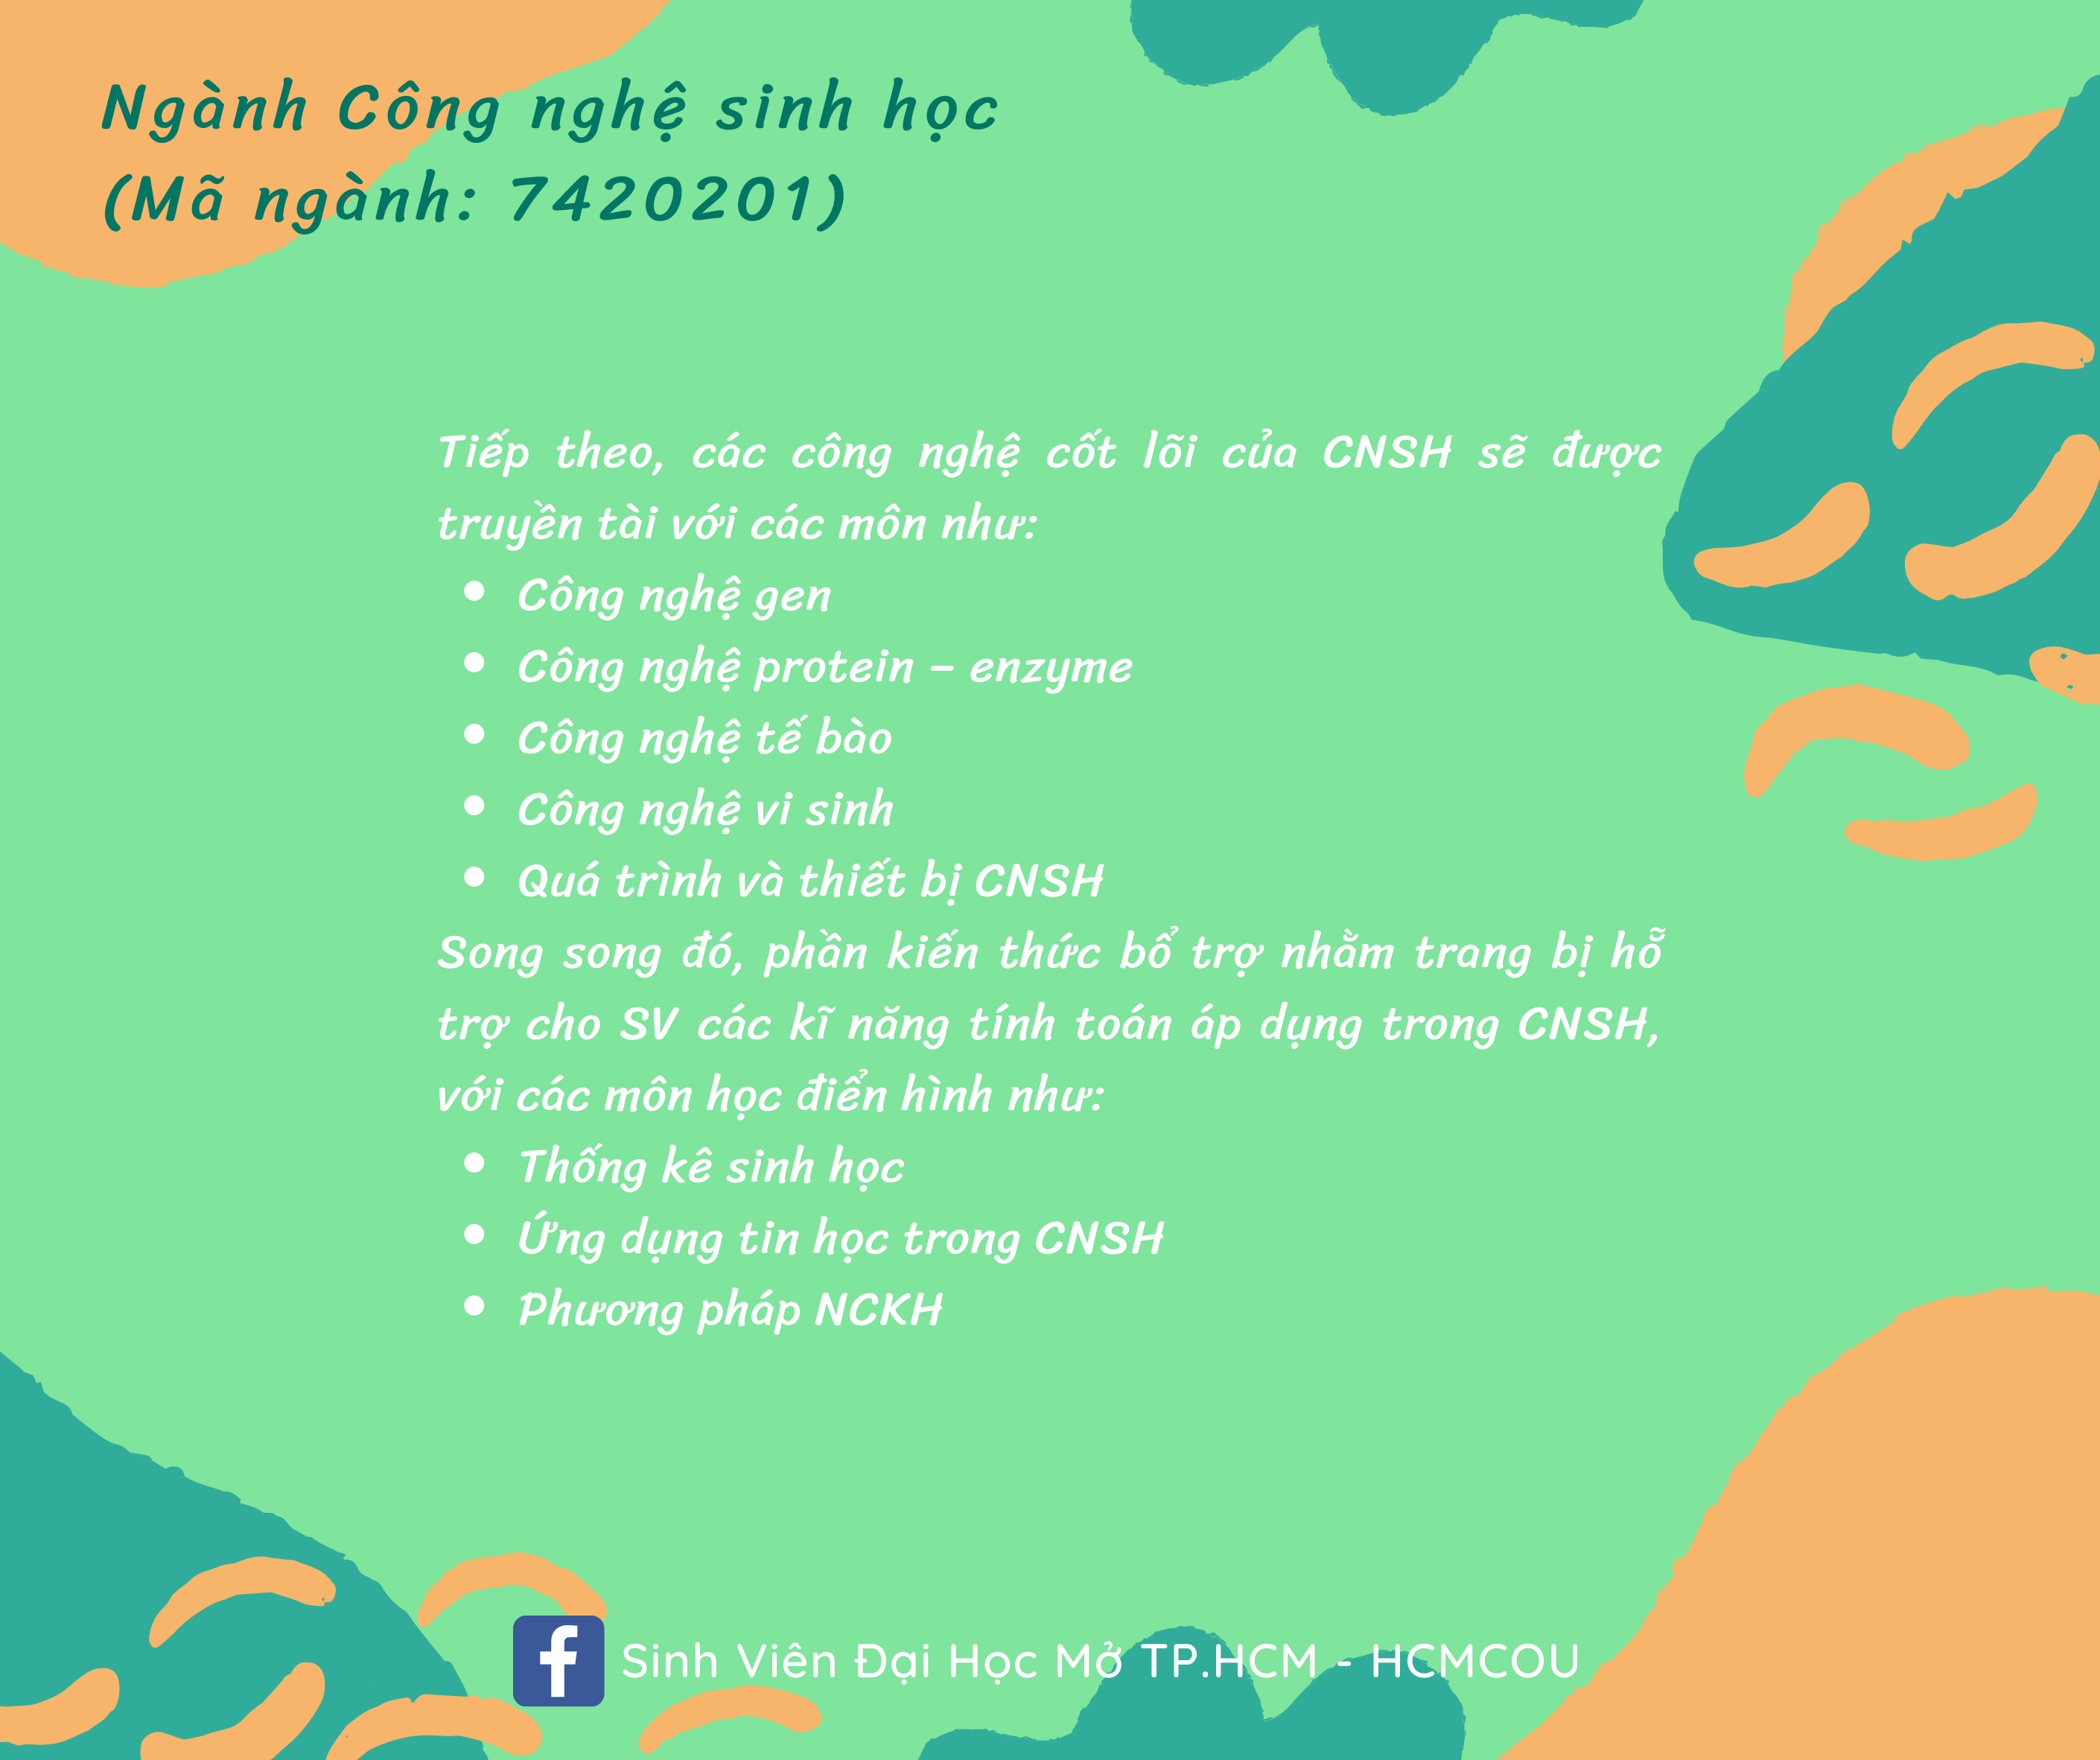 Ngành Công nghệ sinh học
(Mã ngành: 7420201)
Tiếp theo, các công nghệ cốt lõi của CNSH sẽ được
truyền tải với các môn như:
• Công nghệ gen
• Công nghệ protein – enzyme
• Công nghệ tế bào
• Công nghệ vi sinh
• Quá trình và thiết bị CNSH
Song song đó, phần kiến thức bổ trợ nhằm trang bị hỗ
trợ cho SV các kĩ năng tính toán áp dụng trong CNSH,
với các môn học điển hình như:
• Thống kê sinh học
• Ứng dụng tin học trong CNSH
• Phương pháp NCKH
Sinh Viên Đại Học Mở TP.HCM - HCMCOU